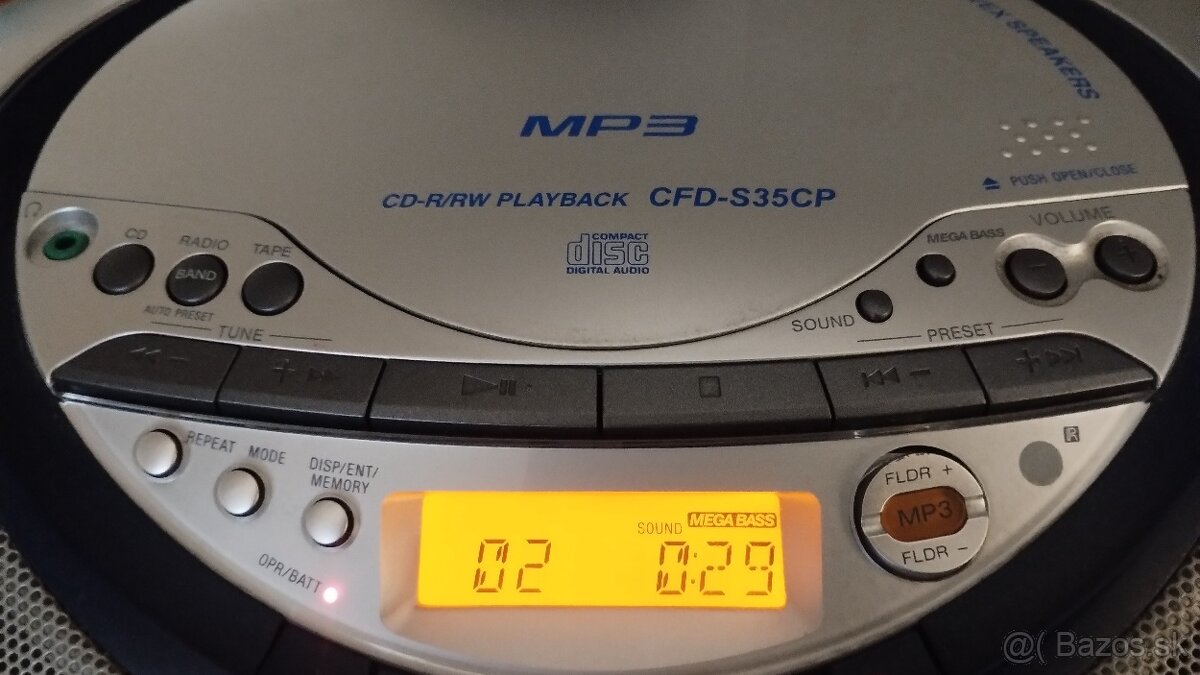 SPEAKERS
MP3
CD-R/RW PLAYBACK CFD-S35CP
COMPACT
disc
DIGITAL AUDIO
PUSH OPEN/CLOSE
VOLUME
− +
MEGA BASS
SOUND
PRESET
CD
RADIO
BAND
AUTO PRESET
TAPE
TUNE
−
+
−
+
REPEAT
MODE
DISP/ENT/
MEMORY
OPR/BATT
SOUND MEGA BASS
02 0:29
FLDR +
MP3
FLDR −
R
@( Bazos.sk